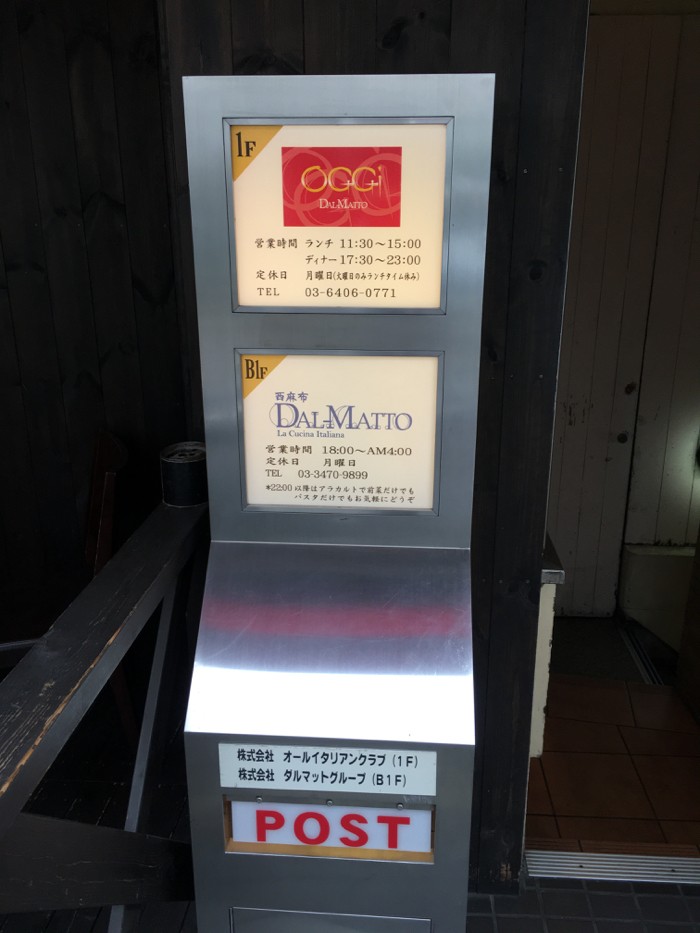 1F
OGGi
DAL-MATTO
営業時間 ランチ 11:30～15:00
ディナー 17:30～23:00
定休日 月曜日(火曜日のみランチタイム休み)
TEL 03-6406-0771
B1F
西麻布
DAL-MATTO
La Cucina Italiana
営業時間 18:00～AM4:00
定休日 月曜日
TEL 03-3470-9899
*22:00 以降はアラカルトで前菜だけでも
パスタだけでもお気軽にどうぞ
株式会社 オールイタリアンクラブ(1F)
株式会社 ダルマットグループ(B1F)
POST